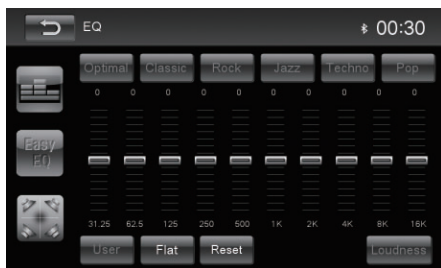 EQ 00:30
Optimal Classic Rock Jazz Techno Pop
0 0 0 0 0 0 0 0 0 0
Easy
EQ
31.25 62.5 125 250 500 1K 2K 4K 8K 16K
User Flat Reset Loudness